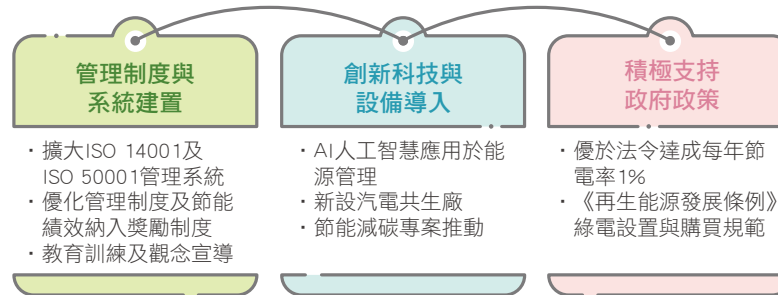 管理制度與
系統建置
・擴大ISO 14001及
ISO 50001管理系統
・優化管理制度及節能
績效納入獎勵制度
・教育訓練及觀念宣導
創新科技與
設備導入
・AI人工智慧應用於能
源管理
・新設汽電共生廠
・節能減碳專案推動
積極支持
政府政策
・優於法令達成每年節
電率1%
・《再生能源發展條例》
綠電設置與購買規範